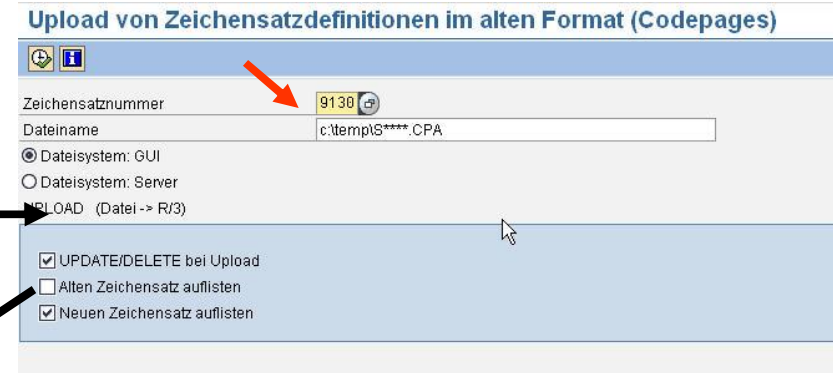 Upload von Zeichensatzdefinitionen im alten Format (Codepages)
Zeichensatznummer 9130
Dateiname c:\temp\S****.CPA
Dateisystem: GUI
Dateisystem: Server
UPLOAD (Datei -> R/3)
UPDATE/DELETE bei Upload
Alten Zeichensatz auflisten
Neuen Zeichensatz auflisten